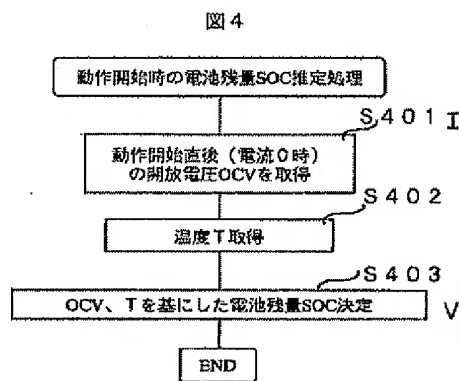 図4
動作開始時の電池残量SOC推定処理
S401 I
動作開始直後(電流0時)
の開放電圧OCVを取得
S402
温度T取得
S403
OCV、Tを基にした電池残量SOC決定
V
END